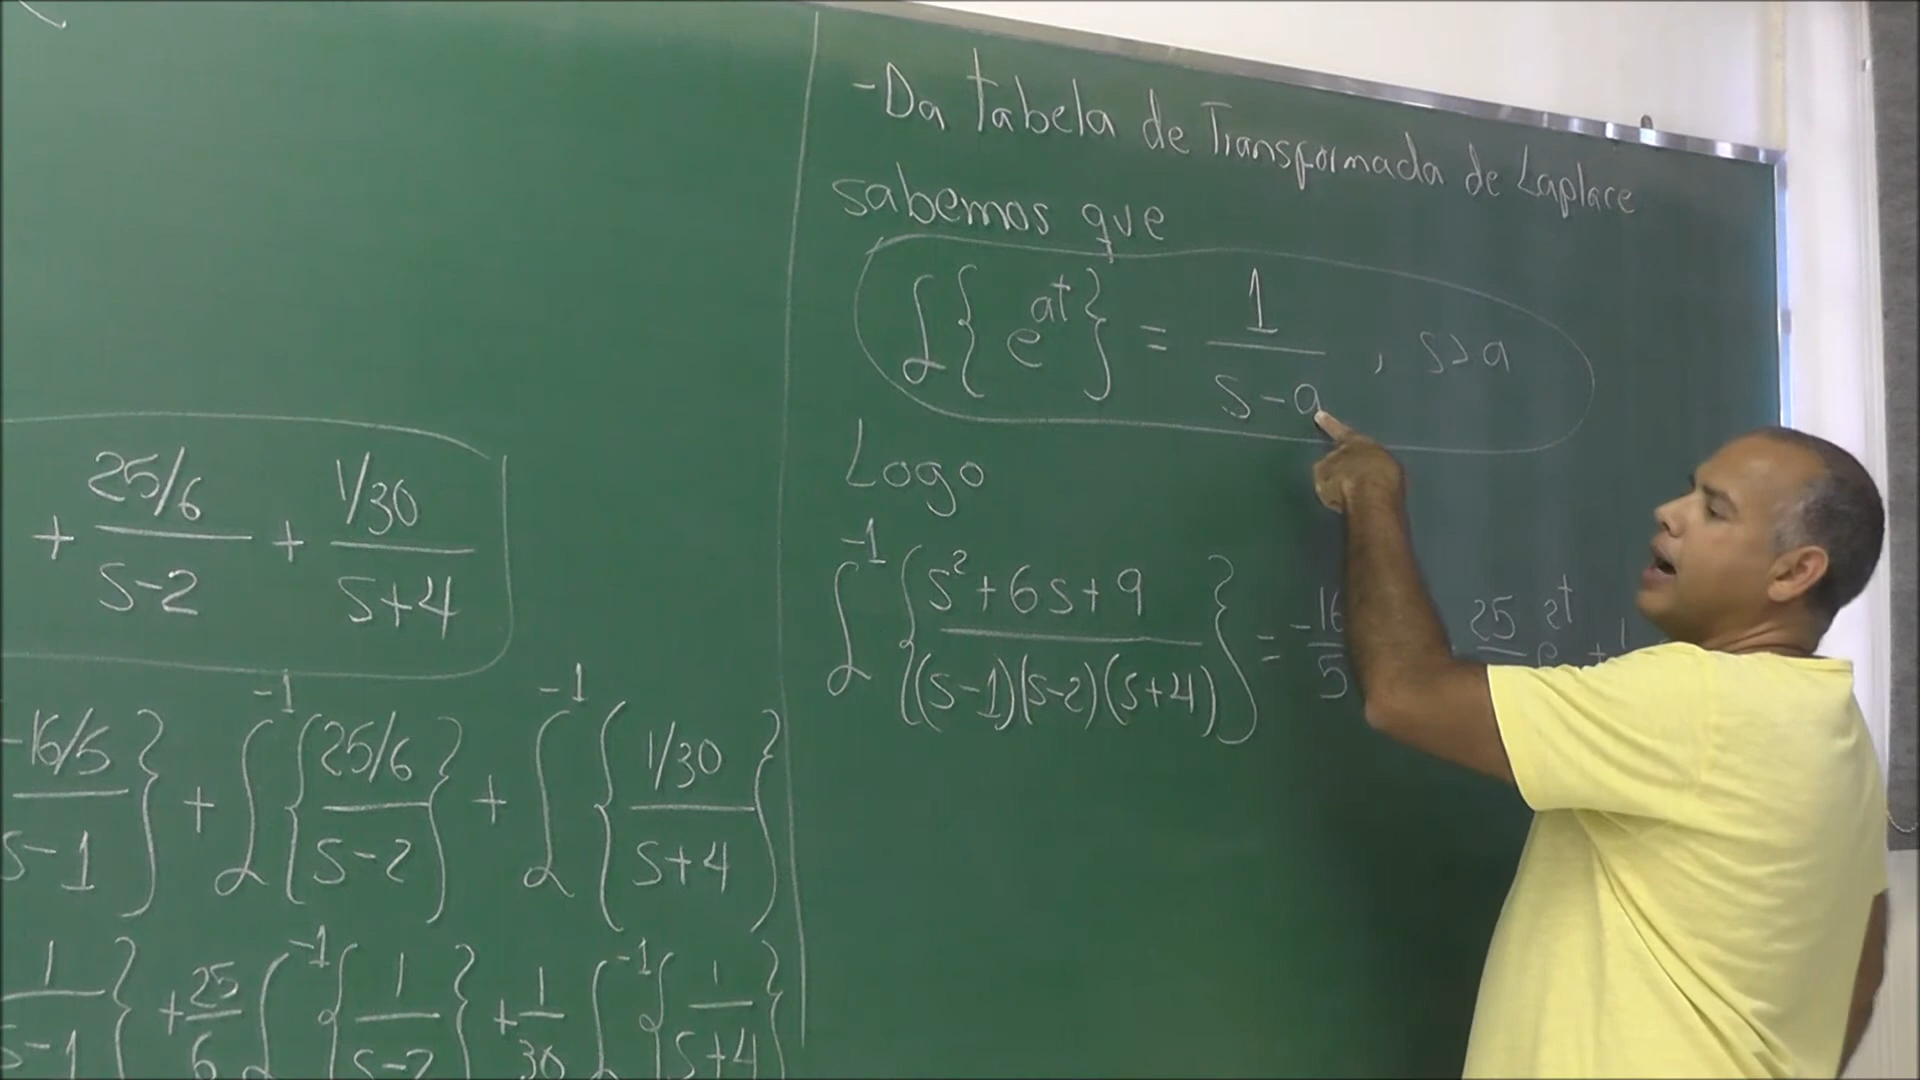 + 25/6 / s-2 + 1/30 / s+4
-16/5 / s-1 } + ℒ⁻¹ { 25/6 / s-2 } + ℒ⁻¹ { 1/30 / s+4 }
1 / s-1 } + 25/6 ℒ⁻¹ { 1 / s-2 } + 1/30 ℒ⁻¹ { 1 / s+4 }
-Da tabela de Transformada de Laplace
sabemos que
ℒ { e^at } = 1 / s-a , s>a
Logo
ℒ⁻¹ { s²+6s+9 / (s-1)(s-2)(s+4) } = -16 / 5 25 e^2t +